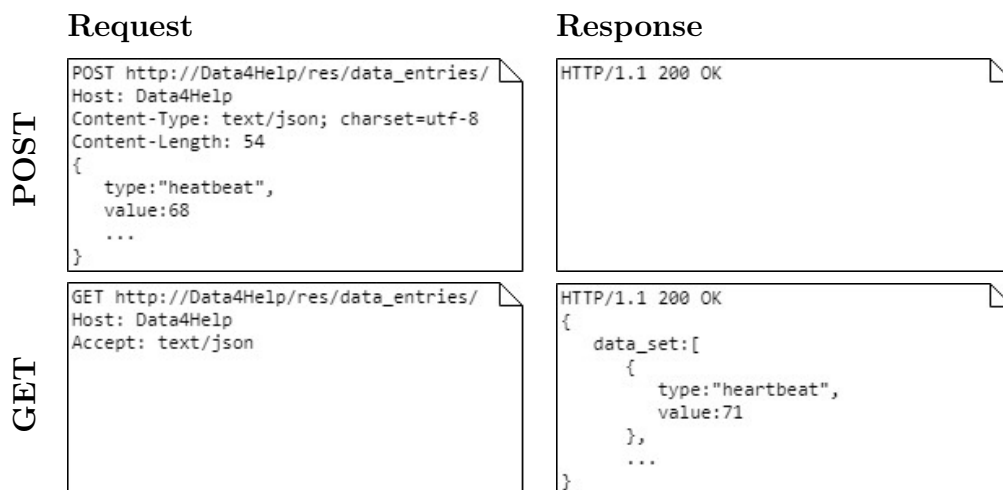 Request
Response
POST
POST http://Data4Help/res/data_entries/
Host: Data4Help
Content-Type: text/json; charset=utf-8
Content-Length: 54
{
type:"heatbeat",
value:68
...
}
HTTP/1.1 200 OK
GET
GET http://Data4Help/res/data_entries/
Host: Data4Help
Accept: text/json
HTTP/1.1 200 OK
{
data_set:[
{
type:"heartbeat",
value:71
},
...
}